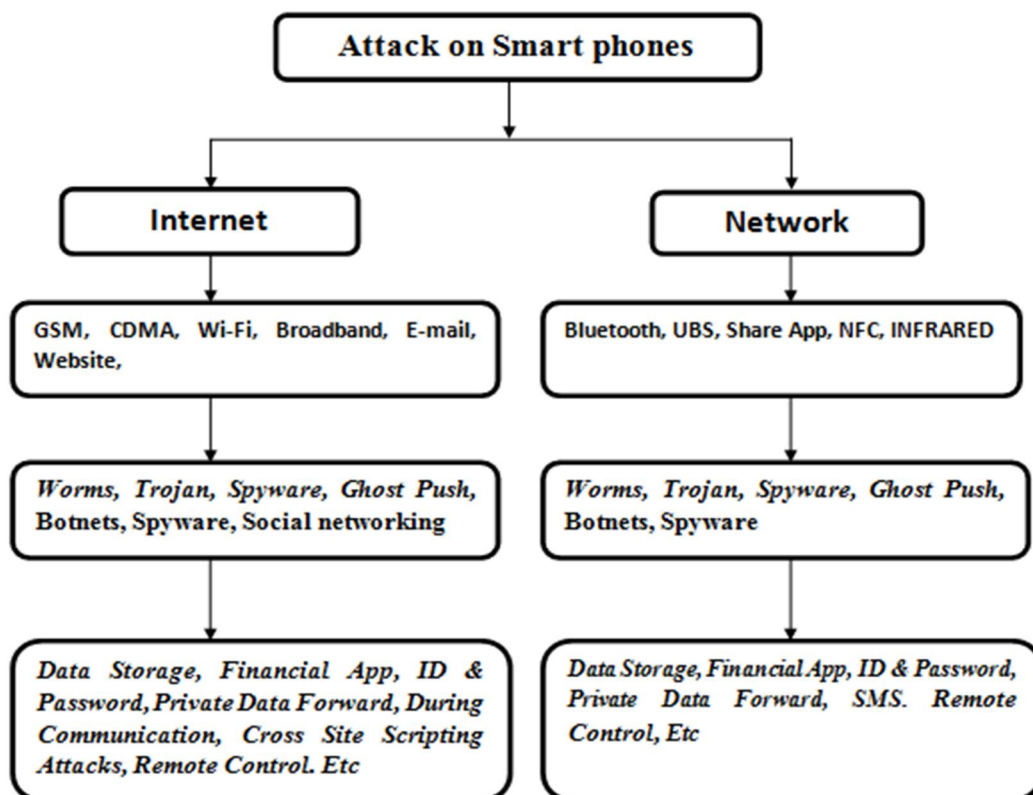 Attack on Smart phones
Internet
Network
GSM, CDMA, Wi-Fi, Broadband, E-mail,
Website,
Bluetooth, UBS, Share App, NFC, INFRARED
Worms, Trojan, Spyware, Ghost Push,
Botnets, Spyware, Social networking
Worms, Trojan, Spyware, Ghost Push,
Botnets, Spyware
Data Storage, Financial App, ID &
Password, Private Data Forward, During
Communication, Cross Site Scripting
Attacks, Remote Control. Etc
Data Storage, Financial App, ID & Password,
Private Data Forward, SMS. Remote
Control, Etc